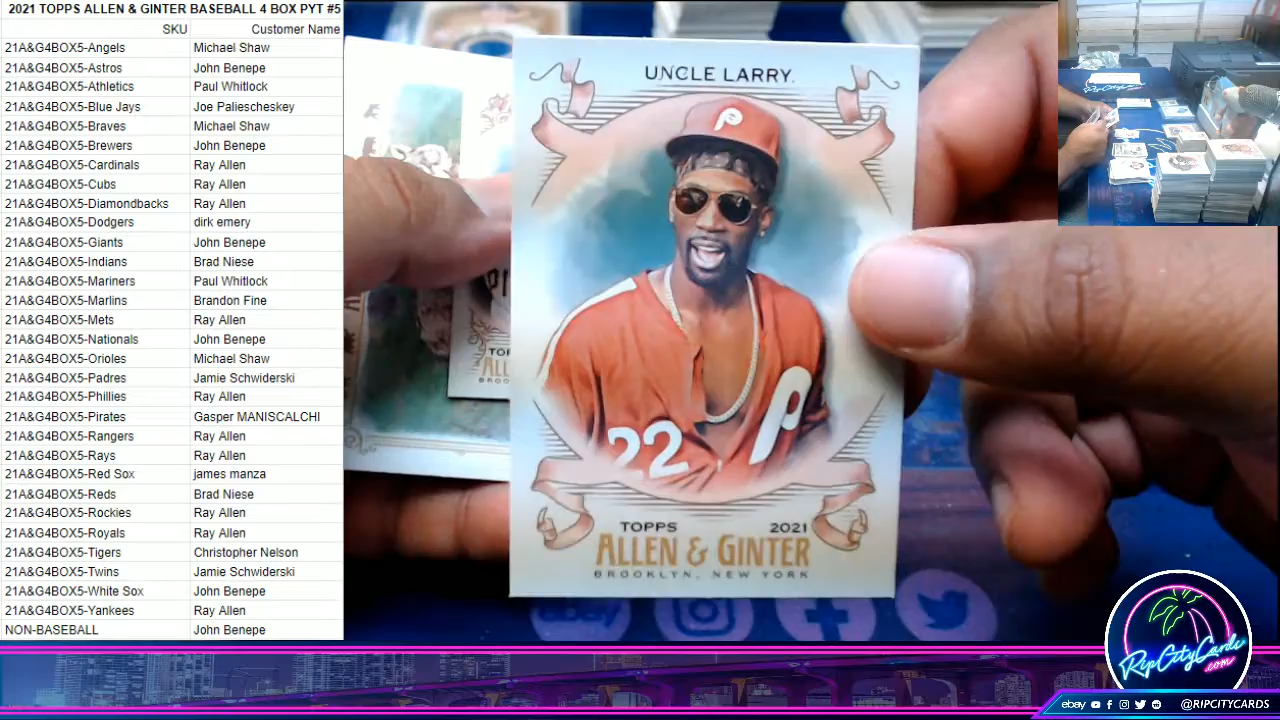 2021 TOPPS ALLEN & GINTER BASEBALL 4 BOX PYT #5
SKU Customer Name
21A&G4BOX5-Angels Michael Shaw
21A&G4BOX5-Astros John Benepe
21A&G4BOX5-Athletics Paul Whitlock
21A&G4BOX5-Blue Jays Joe Paliescheskey
21A&G4BOX5-Braves Michael Shaw
21A&G4BOX5-Brewers John Benepe
21A&G4BOX5-Cardinals Ray Allen
21A&G4BOX5-Cubs Ray Allen
21A&G4BOX5-Diamondbacks Ray Allen
21A&G4BOX5-Dodgers dirk emery
21A&G4BOX5-Giants John Benepe
21A&G4BOX5-Indians Brad Niese
21A&G4BOX5-Mariners Paul Whitlock
21A&G4BOX5-Marlins Brandon Fine
21A&G4BOX5-Mets Ray Allen
21A&G4BOX5-Nationals John Benepe
21A&G4BOX5-Orioles Michael Shaw
21A&G4BOX5-Padres Jamie Schwiderski
21A&G4BOX5-Phillies Ray Allen
21A&G4BOX5-Pirates Gasper MANISCALCHI
21A&G4BOX5-Rangers Ray Allen
21A&G4BOX5-Rays Ray Allen
21A&G4BOX5-Red Sox james manza
21A&G4BOX5-Reds Brad Niese
21A&G4BOX5-Rockies Ray Allen
21A&G4BOX5-Royals Ray Allen
21A&G4BOX5-Tigers Christopher Nelson
21A&G4BOX5-Twins Jamie Schwiderski
21A&G4BOX5-White Sox John Benepe
21A&G4BOX5-Yankees Ray Allen
NON-BASEBALL John Benepe
UNCLE LARRY.
P
P
22
TOPPS 2021
ALLEN & GINTER
BROOKLYN, NEW YORK
RipCityCards
.com
ebay @RIPCITYCARDS